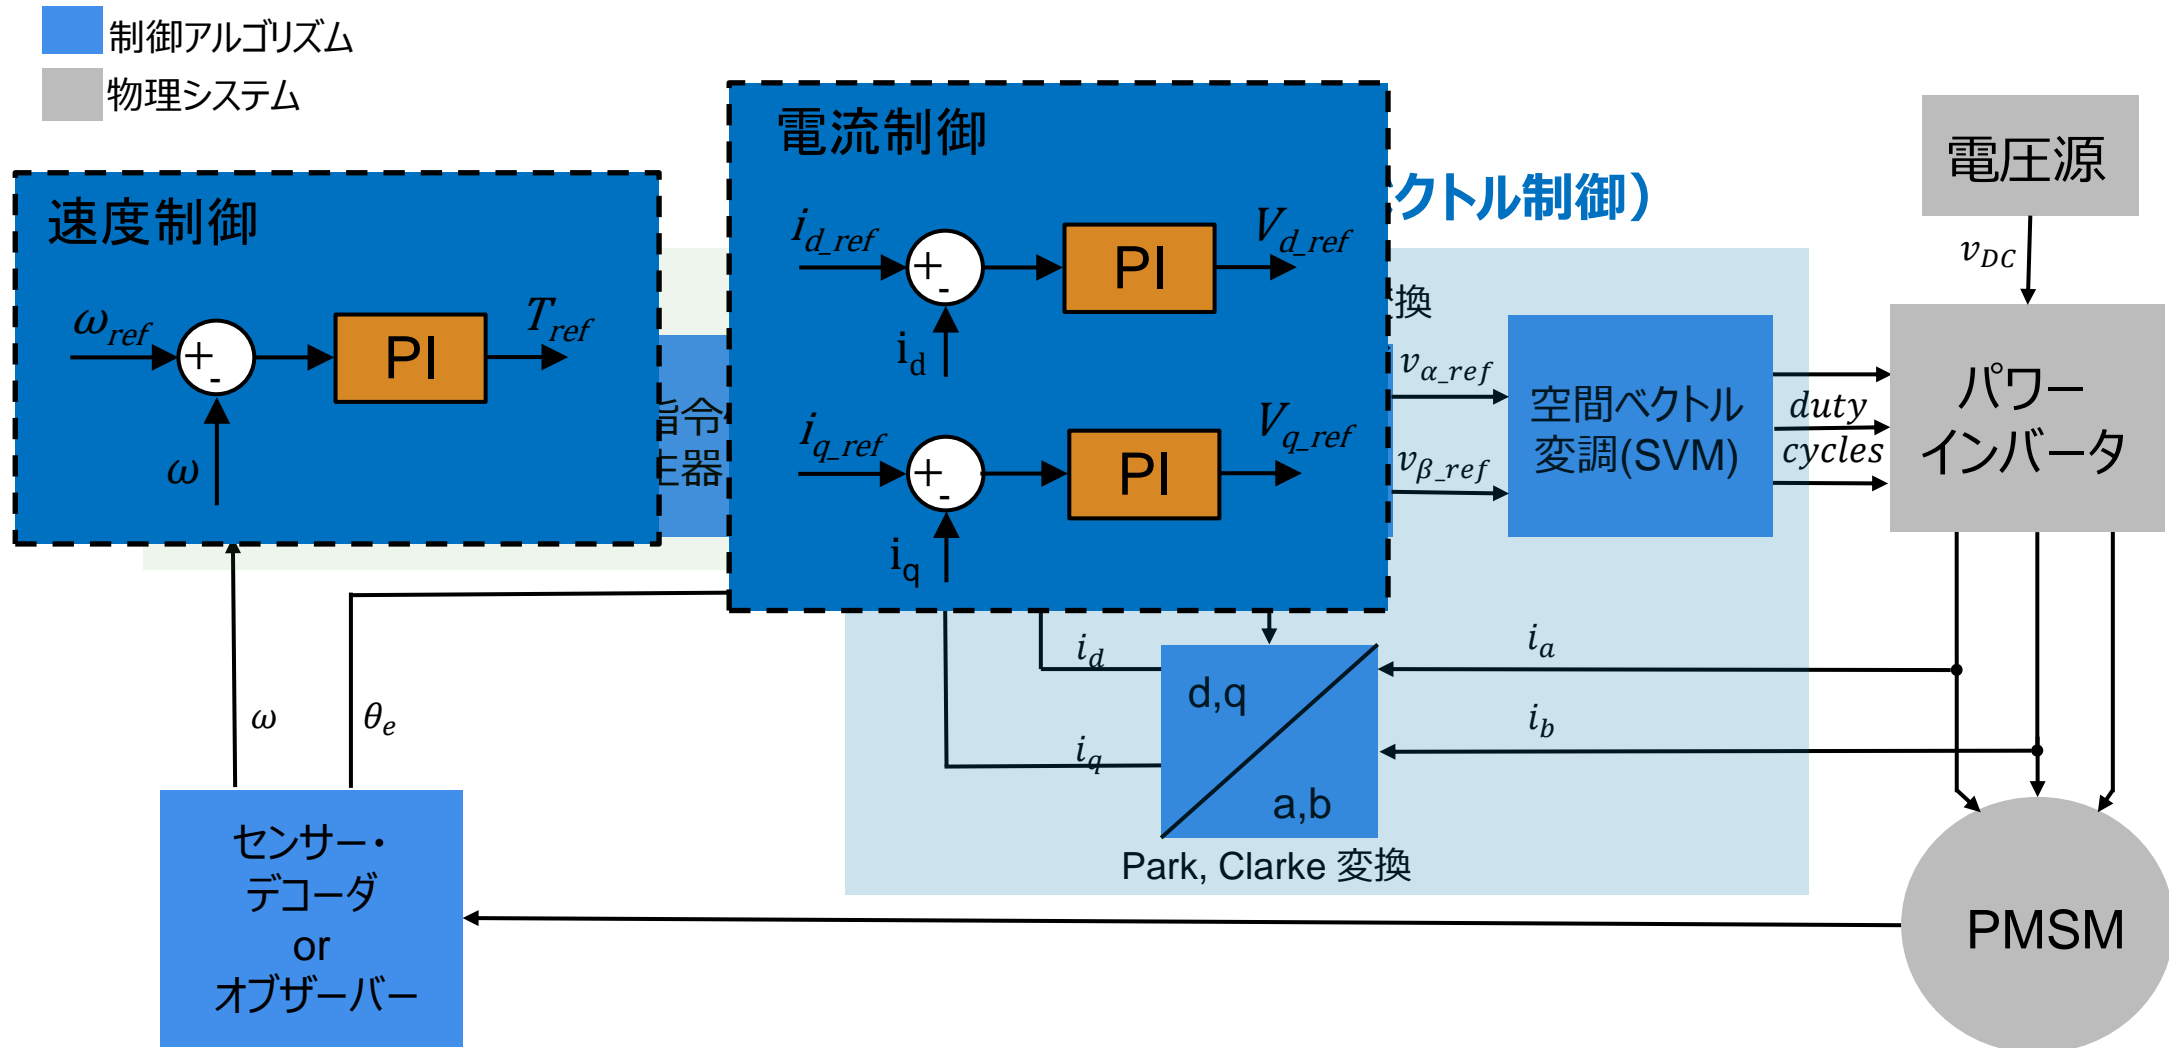 制御アルゴリズム
物理システム
電流制御
速度制御
クトル制御）
電圧源
v_DC
i_d_ref
+
-
PI
V_d_ref
i_d
i_q_ref
+
-
PI
V_q_ref
i_q
ω_ref
+
-
PI
T_ref
ω
指令
生器
換
v_α_ref
v_β_ref
空間ベクトル
変調(SVM)
duty
cycles
パワー
インバータ
i_d
i_q
d,q
a,b
i_a
i_b
Park, Clarke 変換
ω
θ_e
センサー・
デコーダ
or
オブザーバー
PMSM